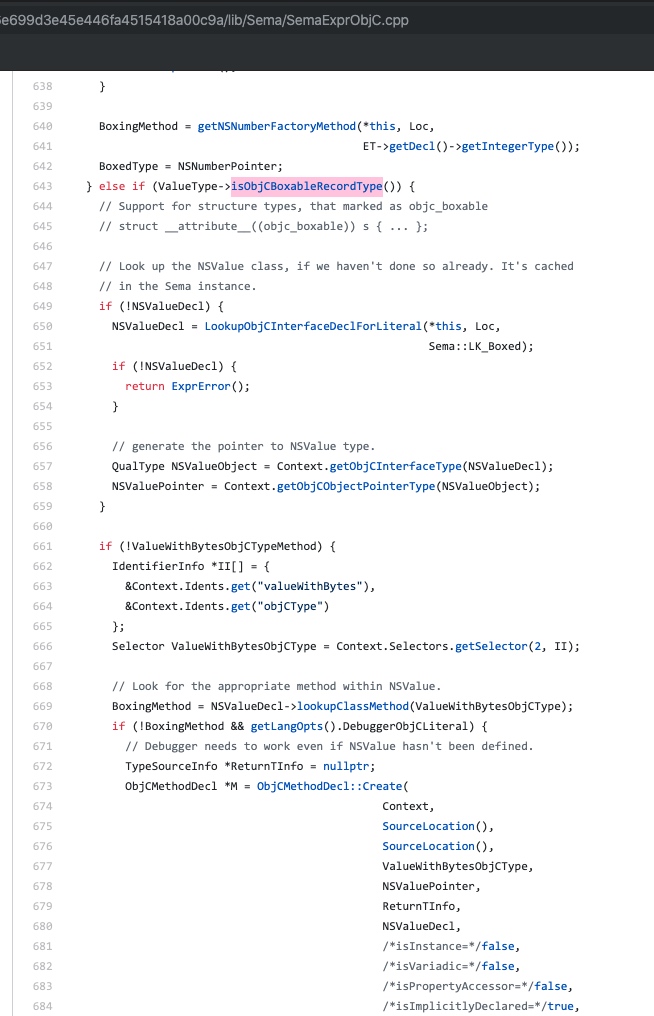 e699d3e45e446fa4515418a00c9a/lib/Sema/SemaExprObjC.cpp
638 }
639
640 BoxingMethod = getNSNumberFactoryMethod(*this, Loc,
641 ET->getDecl()->getIntegerType());
642 BoxedType = NSNumberPointer;
643 } else if (ValueType->isObjCBoxableRecordType()) {
644 // Support for structure types, that marked as objc_boxable
645 // struct __attribute__((objc_boxable)) s { ... };
646
647 // Look up the NSValue class, if we haven't done so already. It's cached
648 // in the Sema instance.
649 if (!NSValueDecl) {
650 NSValueDecl = LookupObjCInterfaceDeclForLiteral(*this, Loc,
651 Sema::LK_Boxed);
652 if (!NSValueDecl) {
653 return ExprError();
654 }
655
656 // generate the pointer to NSValue type.
657 QualType NSValueObject = Context.getObjCInterfaceType(NSValueDecl);
658 NSValuePointer = Context.getObjCObjectPointerType(NSValueObject);
659 }
660
661 if (!ValueWithBytesObjCTypeMethod) {
662 IdentifierInfo *II[] = {
663 &Context.Idents.get("valueWithBytes"),
664 &Context.Idents.get("objCType")
665 };
666 Selector ValueWithBytesObjCType = Context.Selectors.getSelector(2, II);
667
668 // Look for the appropriate method within NSValue.
669 BoxingMethod = NSValueDecl->lookupClassMethod(ValueWithBytesObjCType);
670 if (!BoxingMethod && getLangOpts().DebuggerObjCLiteral) {
671 // Debugger needs to work even if NSValue hasn't been defined.
672 TypeSourceInfo *ReturnTInfo = nullptr;
673 ObjCMethodDecl *M = ObjCMethodDecl::Create(
674 Context,
675 SourceLocation(),
676 SourceLocation(),
677 ValueWithBytesObjCType,
678 NSValuePointer,
679 ReturnTInfo,
680 NSValueDecl,
681 /*isInstance=*/false,
682 /*isVariadic=*/false,
683 /*isPropertyAccessor=*/false,
684 /*isImplicitlyDeclared=*/true,